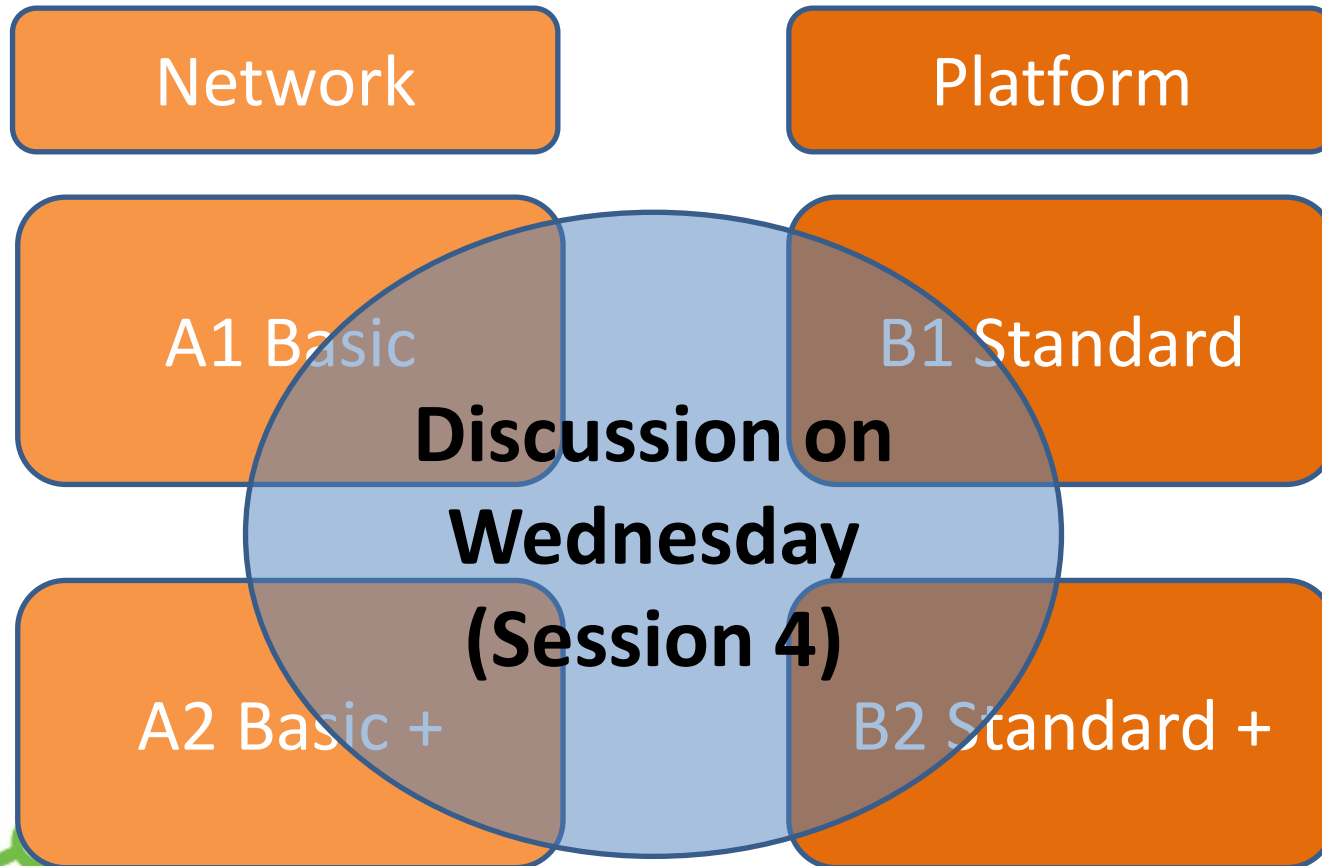 Network
Platform
A1 Basic
B1 Standard
Discussion on
Wednesday
(Session 4)
A2 Basic +
B2 Standard +